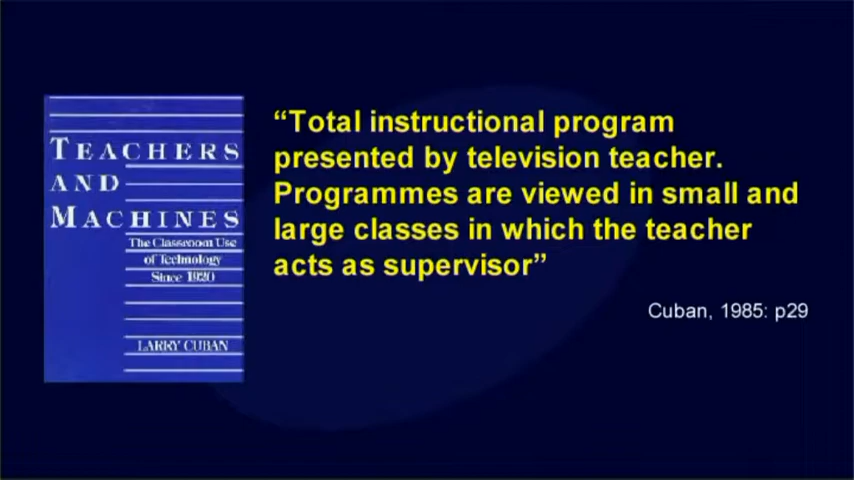 TEACHERS
AND
MACHINES
The Classroom Use
of Technology
Since 1920
LARRY CUBAN
“Total instructional program
presented by television teacher.
Programmes are viewed in small and
large classes in which the teacher
acts as supervisor”
Cuban, 1985: p29